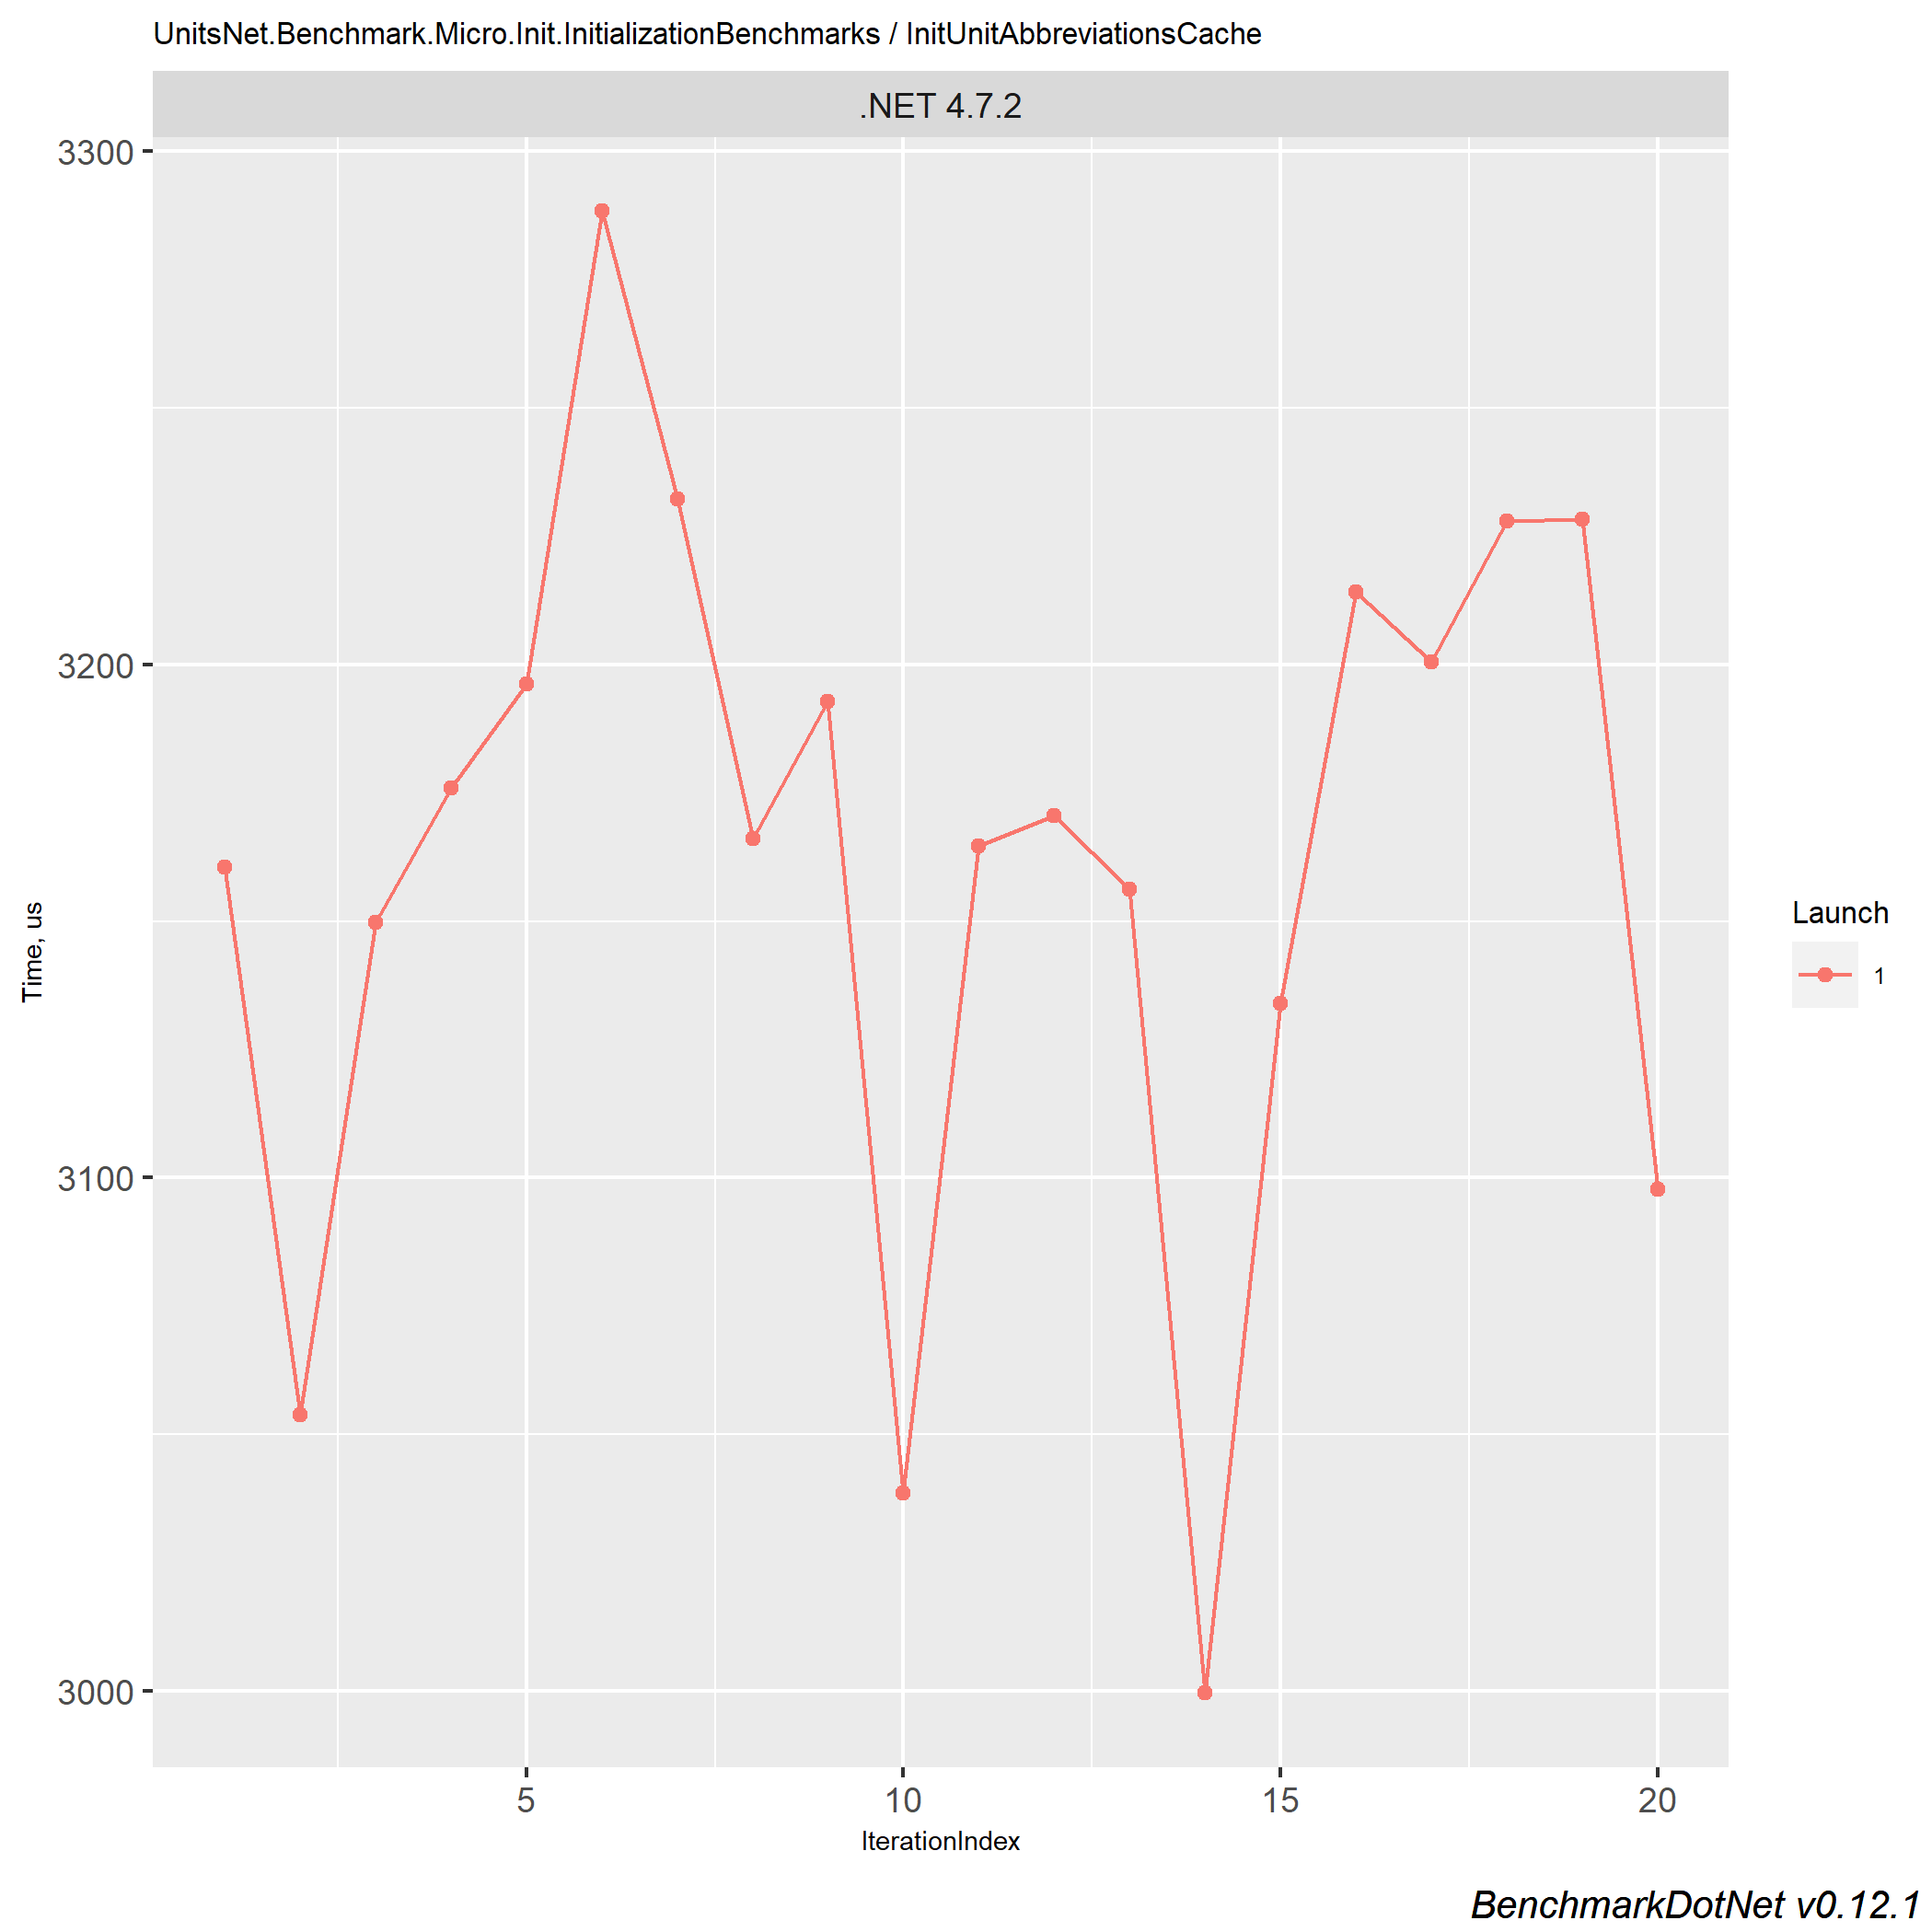 UnitsNet.Benchmark.Micro.Init.InitializationBenchmarks / InitUnitAbbreviationsCache
.NET 4.7.2
3300
3200
3100
3000
Time, us
5 10 15 20
IterationIndex
Launch
1
BenchmarkDotNet v0.12.1